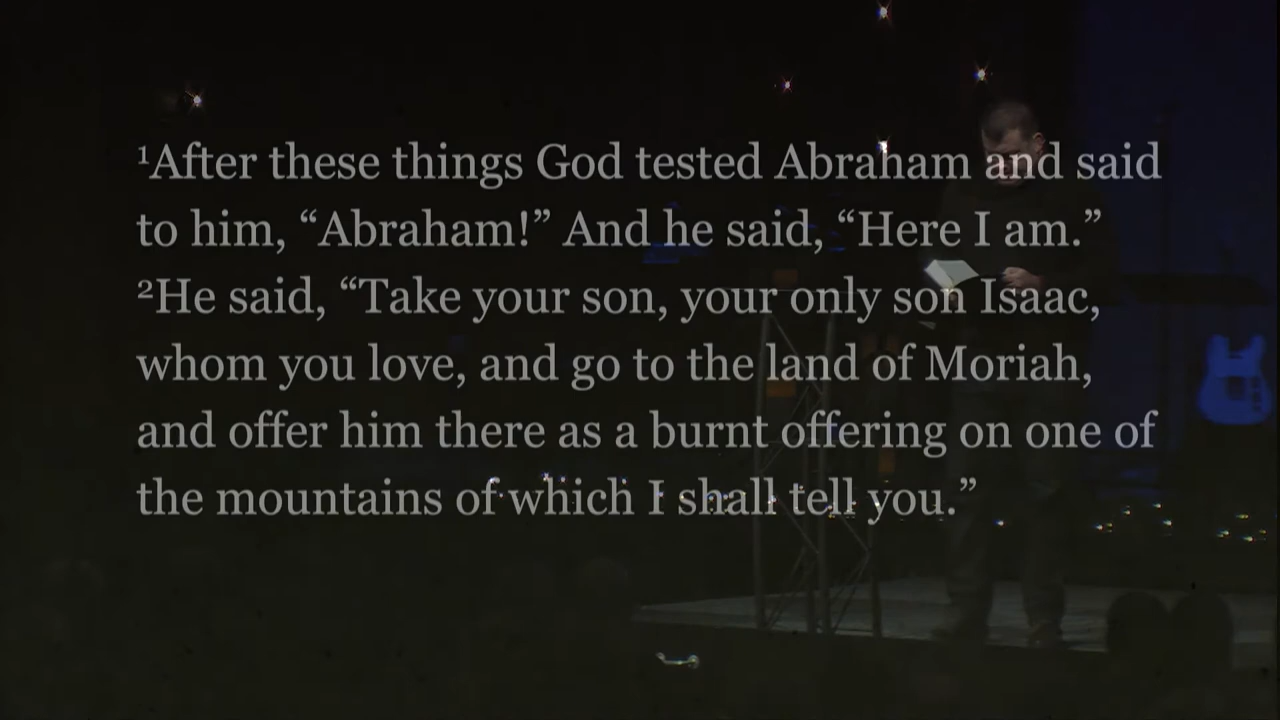 ¹After these things God tested Abraham and said
to him, “Abraham!” And he said, “Here I am.”
²He said, “Take your son, your only son Isaac,
whom you love, and go to the land of Moriah,
and offer him there as a burnt offering on one of
the mountains of which I shall tell you.”